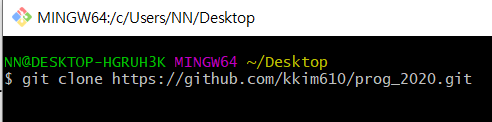 MINGW64:/c/Users/NN/Desktop
NN@DESKTOP-HGRUH3K MINGW64 ~/Desktop
$ git clone https://github.com/kkim610/prog_2020.git